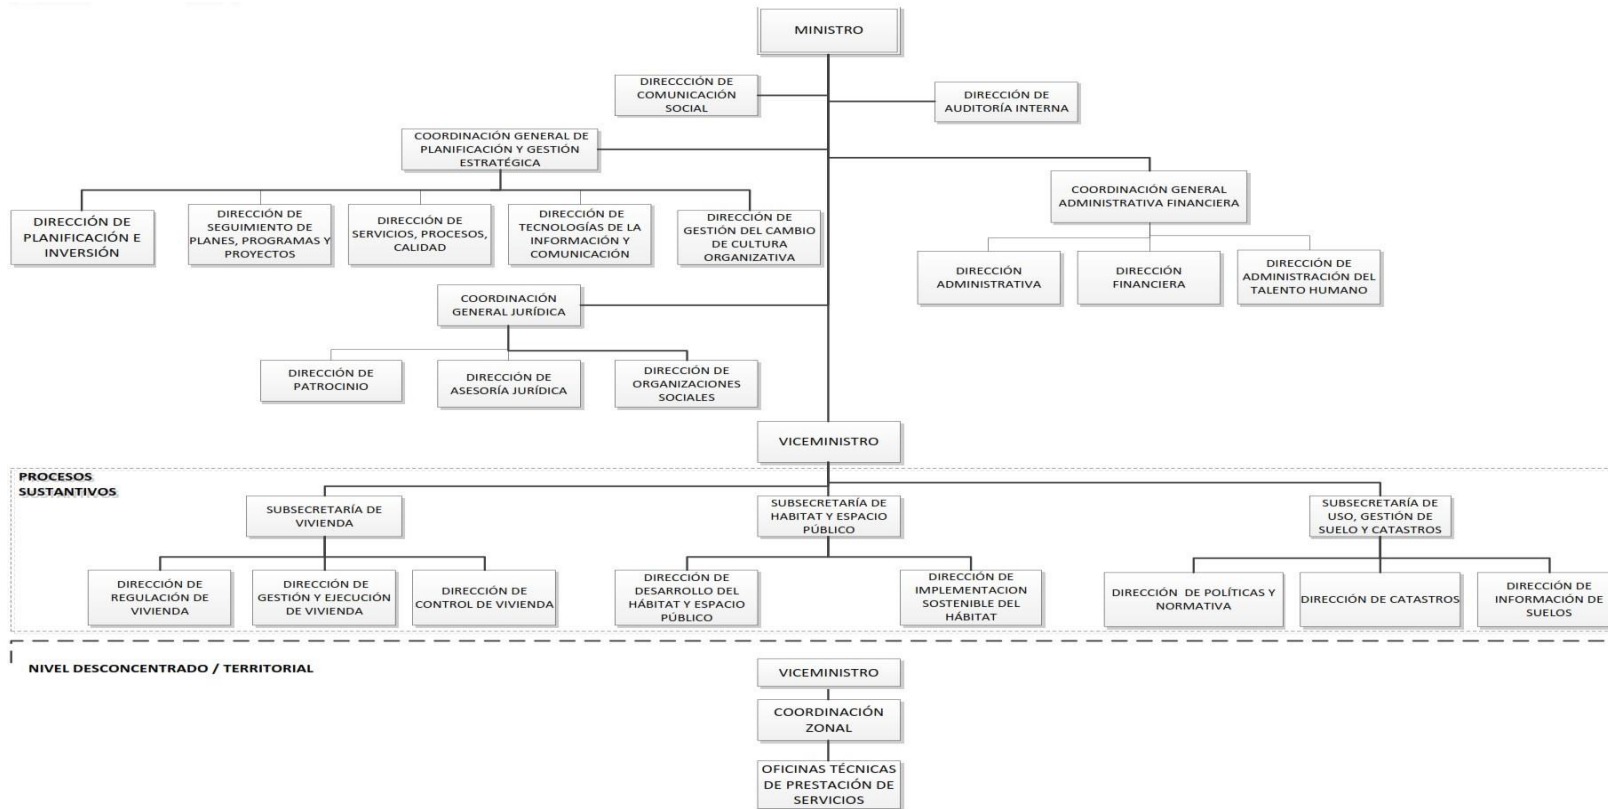 MINISTRO
DIRECCCIÓN DE
COMUNICACIÓN
SOCIAL
DIRECCIÓN DE
AUDITORÍA INTERNA
COORDINACIÓN GENERAL DE
PLANIFICACIÓN Y GESTIÓN
ESTRATÉGICA
COORDINACIÓN GENERAL
ADMINISTRATIVA FINANCIERA
DIRECCIÓN DE
PLANIFICACIÓN E
INVERSIÓN
DIRECCIÓN DE
SEGUIMIENTO DE
PLANES, PROGRAMAS Y
PROYECTOS
DIRECCIÓN DE
SERVICIOS, PROCESOS,
CALIDAD
DIRECCIÓN DE
TECNOLOGÍAS DE LA
INFORMACIÓN Y
COMUNICACIÓN
DIRECCIÓN DE
GESTIÓN DEL CAMBIO
DE CULTURA
ORGANIZATIVA
DIRECCIÓN
ADMINISTRATIVA
DIRECCIÓN
FINANCIERA
DIRECCIÓN DE
ADMINISTRACIÓN DEL
TALENTO HUMANO
COORDINACIÓN
GENERAL JURÍDICA
DIRECCIÓN DE
PATROCINIO
DIRECCIÓN DE
ASESORÍA JURÍDICA
DIRECCIÓN DE
ORGANIZACIONES
SOCIALES
VICEMINISTRO
PROCESOS
SUSTANTIVOS
SUBSECRETARÍA DE
VIVIENDA
SUBSECRETARÍA DE
HABITAT Y ESPACIO
PÚBLICO
SUBSECRETARÍA DE
USO, GESTIÓN DE
SUELO Y CATASTROS
DIRECCIÓN DE
REGULACIÓN DE
VIVIENDA
DIRECCIÓN DE
GESTIÓN Y EJECUCIÓN
DE VIVIENDA
DIRECCIÓN DE
CONTROL DE VIVIENDA
DIRECCIÓN DE
DESARROLLO DEL
HÁBITAT Y ESPACIO
PÚBLICO
DIRECCIÓN DE
IMPLEMENTACION
SOSTENIBLE DEL
HÁBITAT
DIRECCIÓN DE POLÍTICAS Y
NORMATIVA
DIRECCIÓN DE CATASTROS
DIRECCIÓN DE
INFORMACIÓN DE
SUELOS
NIVEL DESCONCENTRADO / TERRITORIAL
VICEMINISTRO
COORDINACIÓN
ZONAL
OFICINAS TÉCNICAS
DE PRESTACIÓN DE
SERVICIOS